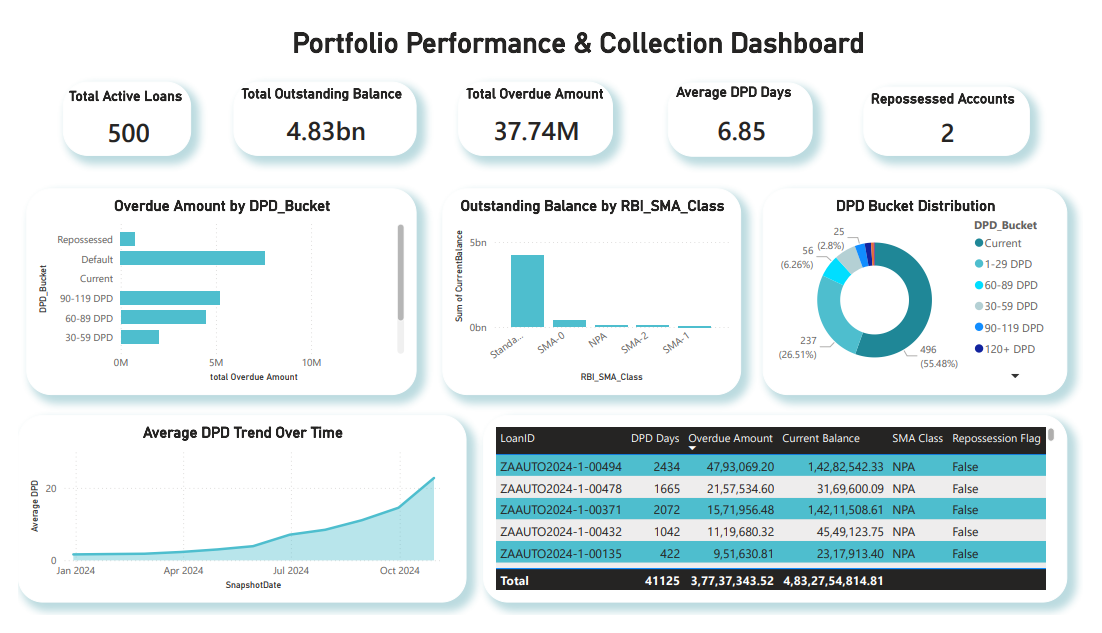 Portfolio Performance & Collection Dashboard
Total Active Loans
500
Total Outstanding Balance
4.83bn
Total Overdue Amount
37.74M
Average DPD Days
6.85
Repossessed Accounts
2
Overdue Amount by DPD_Bucket
DPD_Bucket
Repossessed
Default
Current
90-119 DPD
60-89 DPD
30-59 DPD
0M 5M 10M
total Overdue Amount
Outstanding Balance by RBI_SMA_Class
Sum of CurrentBalance
5bn
0bn
Standa... SMA-0 NPA SMA-2 SMA-1
RBI_SMA_Class
DPD Bucket Distribution
25
(2.8%)
56
(6.26%)
237
(26.51%)
496
(55.48%)
DPD_Bucket
Current
1-29 DPD
60-89 DPD
30-59 DPD
90-119 DPD
120+ DPD
Average DPD Trend Over Time
Average DPD
20
0
Jan 2024 Apr 2024 Jul 2024 Oct 2024
SnapshotDate
LoanID DPD Days Overdue Amount Current Balance SMA Class Repossession Flag
ZAAUTO2024-1-00494 2434 47,93,069.20 1,42,82,542.33 NPA False
ZAAUTO2024-1-00478 1665 21,57,534.60 31,69,600.09 NPA False
ZAAUTO2024-1-00371 2072 15,71,956.48 1,42,11,508.61 NPA False
ZAAUTO2024-1-00432 1042 11,19,680.32 45,49,123.75 NPA False
ZAAUTO2024-1-00135 422 9,51,630.81 23,17,913.40 NPA False
Total 41125 3,77,37,343.52 4,83,27,54,814.81